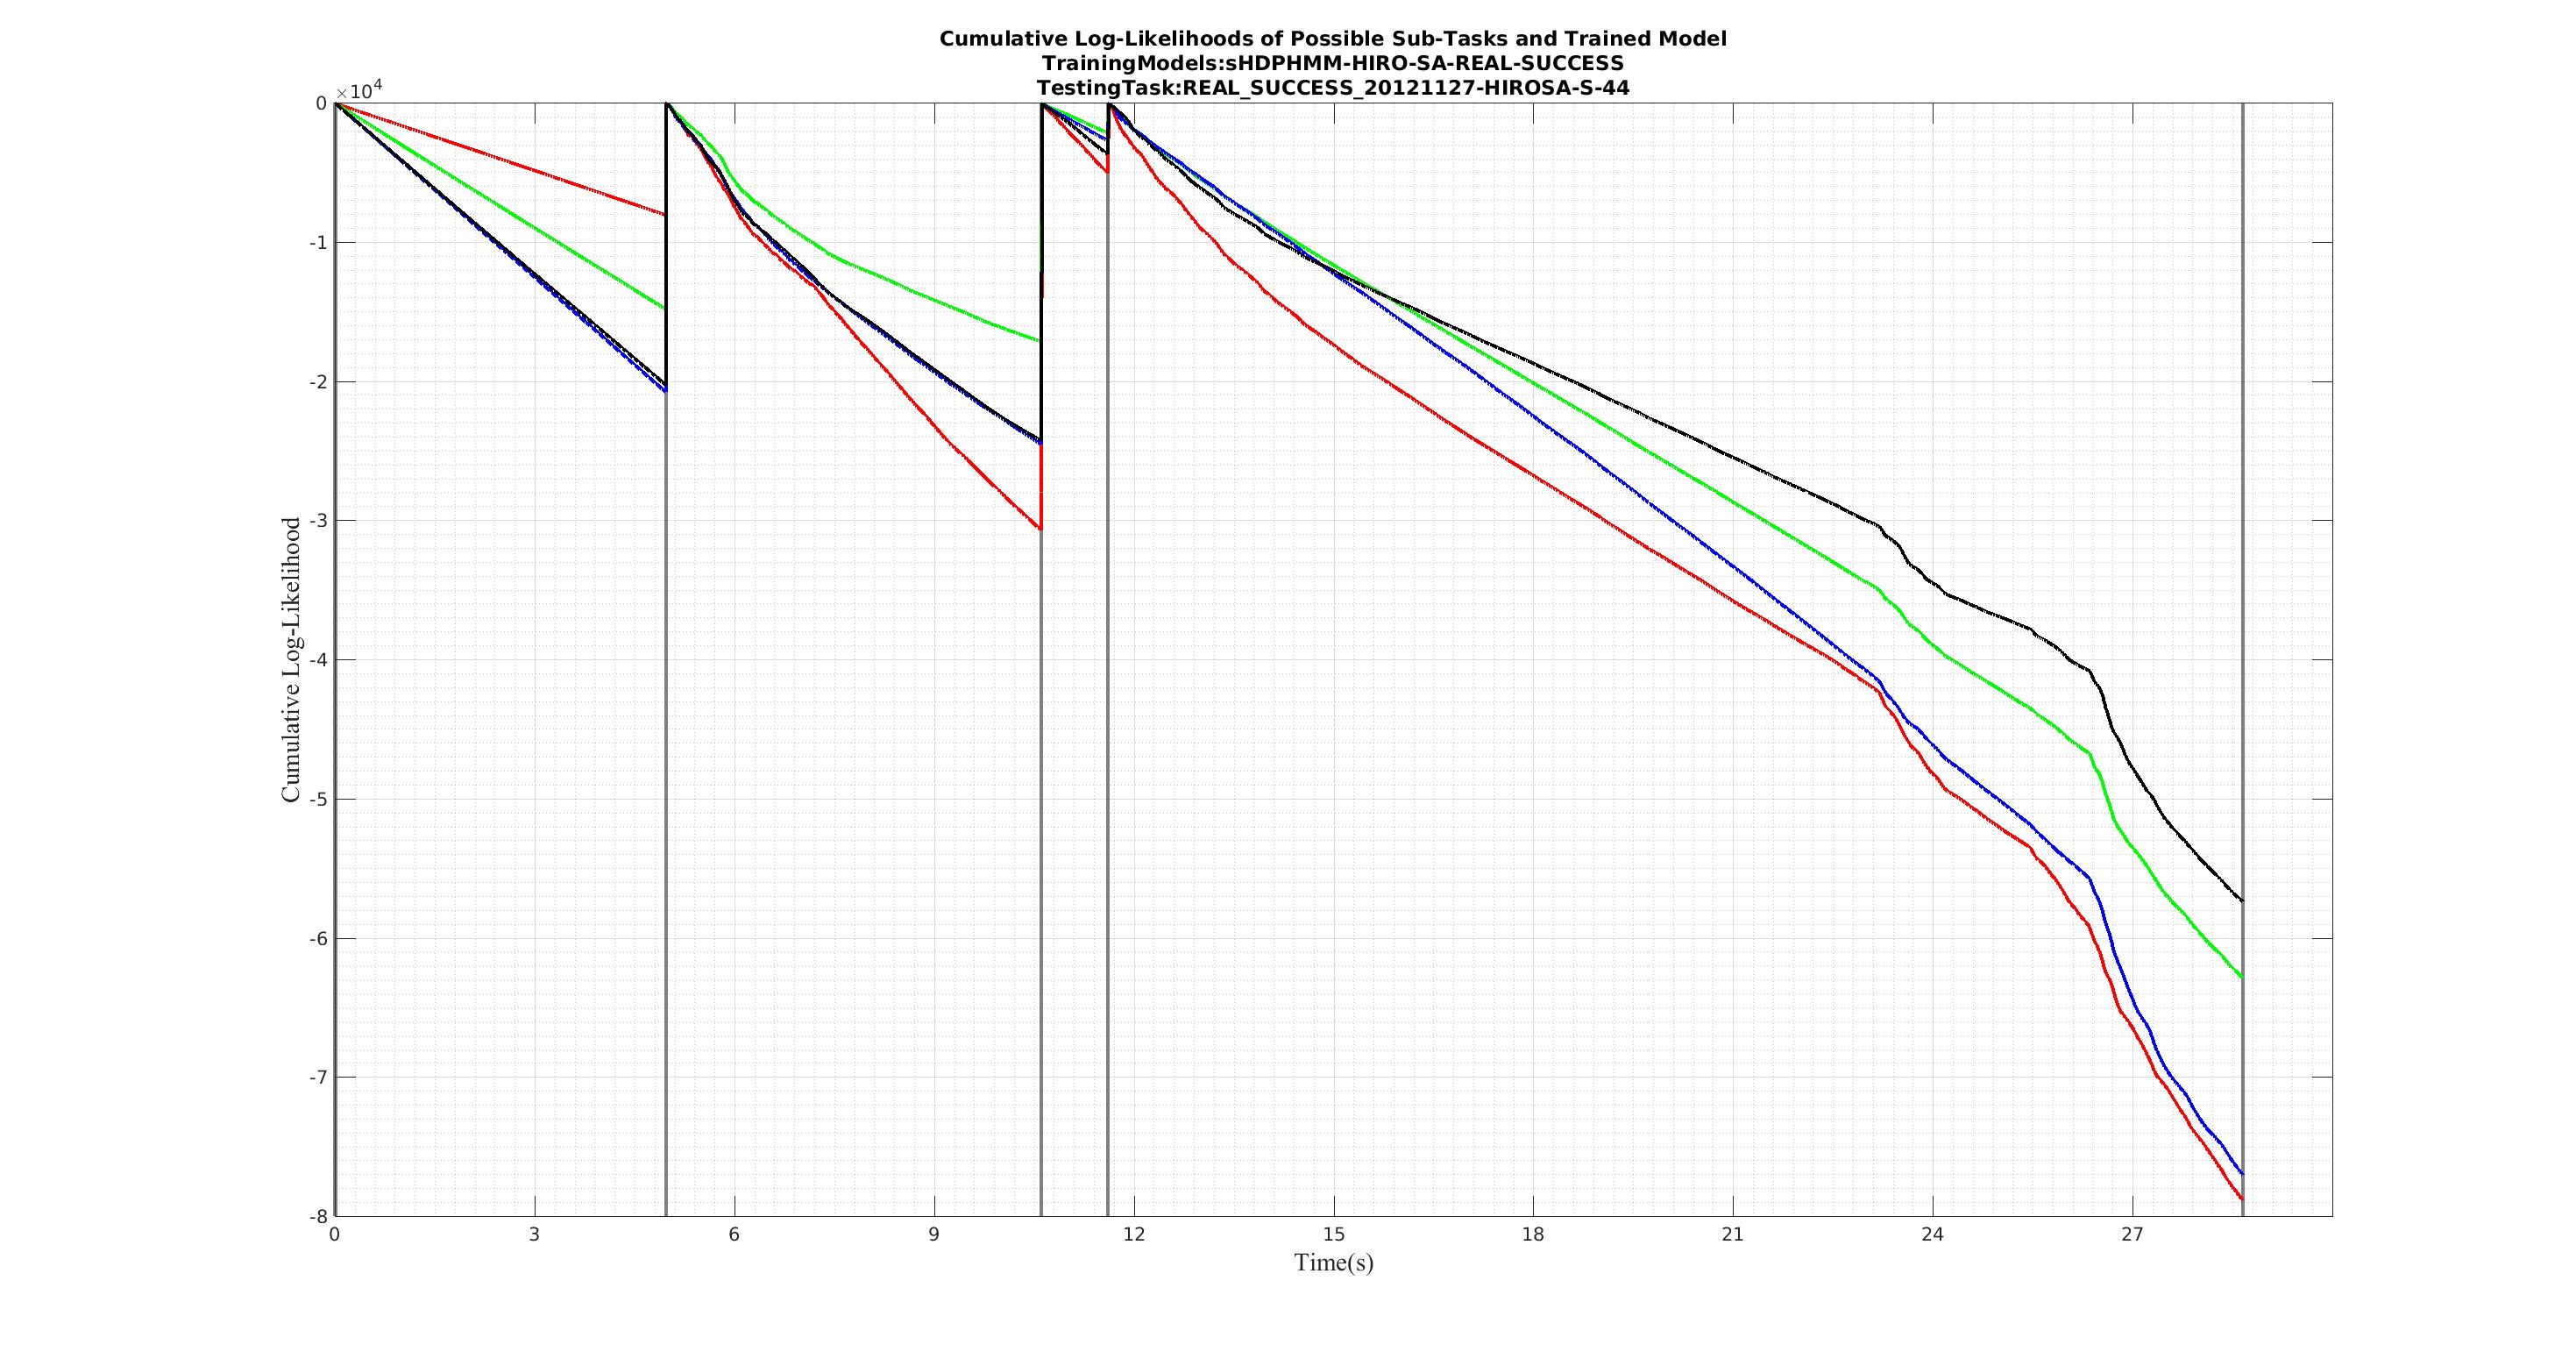 Cumulative Log-Likelihoods of Possible Sub-Tasks and Trained Model
TrainingModels:sHDPHMM-HIRO-SA-REAL-SUCCESS
TestingTask:REAL_SUCCESS_20121127-HIROSA-S-44
×10^4
0
-1
-2
-3
-4
-5
-6
-7
-8
Cumulative Log-Likelihood
0 3 6 9 12 15 18 21 24 27
Time(s)